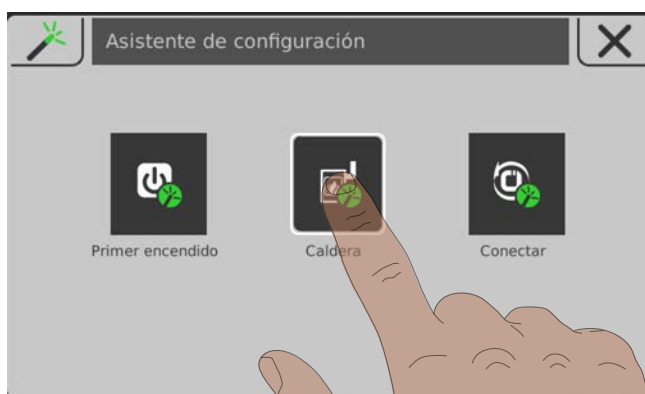 Asistente de configuración
Primer encendido
Caldera
Conectar